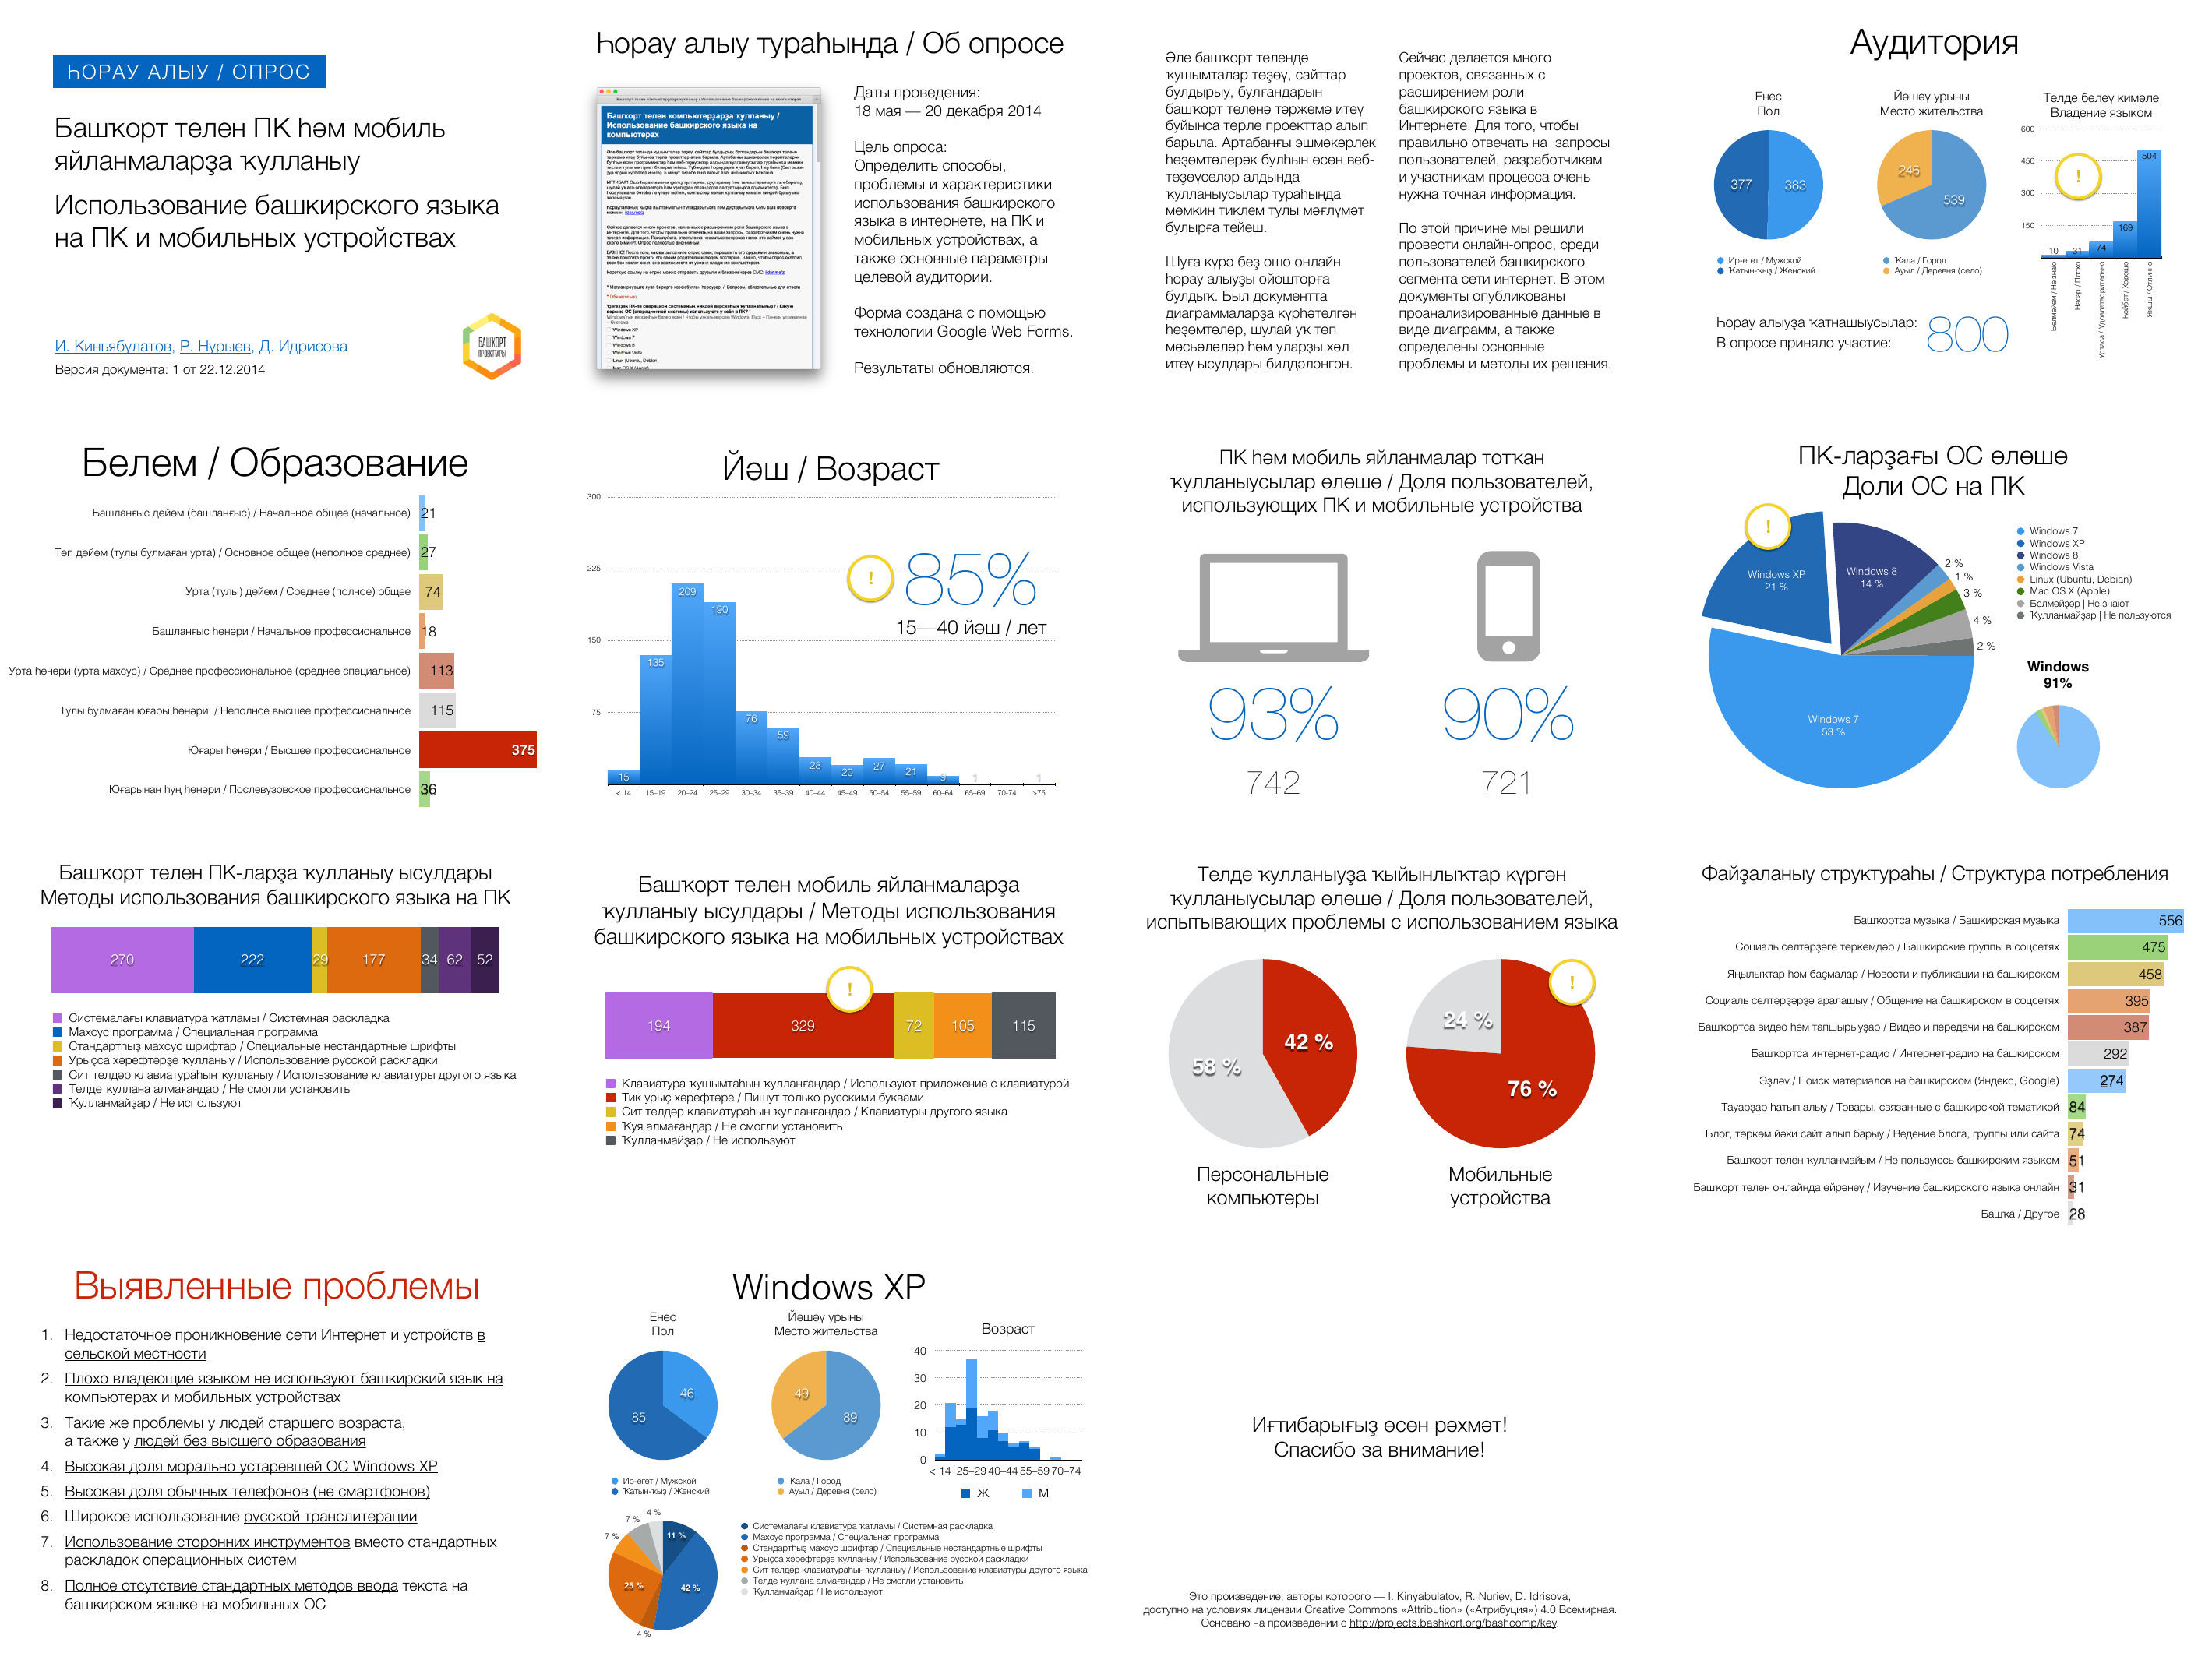 ҺОРАУ АЛЫУ / ОПРОС
Башҡорт телен ПК һәм мобиль
яйланмаларҙа ҡулланыу
Использование башкирского языка
на ПК и мобильных устройствах
И. Киньябулатов, Р. Нурыев, Д. Идрисова
Версия документа: 1 от 22.12.2014
БАШҠОРТ
ПРОЕКТТАРЫ
Һорау алыу тураһында / Об опросе
Башҡорт телен компьютерҙарҙа ҡулланыу /
Использование башкирского языка на
компьютерах
Windows XP
Windows 7
Windows 8
Windows Vista
Linux (Ubuntu, Debian)
Mac OS X (Apple)
Даты проведения:
18 мая — 20 декабря 2014
Цель опроса:
Определить способы,
проблемы и характеристики
использования башкирского
языка в интернете, на ПК и
мобильных устройствах, а
также основные параметры
целевой аудитории.
Форма создана с помощью
технологии Google Web Forms.
Результаты обновляются.
Әле башҡорт телендә
ҡушымталар төҙөү, сайттар
булдырыу, булғандарын
башҡорт теленә тәржемә итеү
буйынса төрлө проекттар алып
барыла. Артабанғы эшмәкәрлек
һөҙөмтәлерәк булһын өсөн веб-
төҙөүселәр алдында
ҡулланыусылар тураһында
мөмкин тиклем тулы мәғлүмәт
булырға тейеш.
Шуға күрә беҙ ошо онлайн
һорау алыуҙы ойошторға
булдыҡ. Был документта
диаграммаларҙа күрһәтелгән
һөҙөмтәләр, шулай уҡ төп
мәсьәләләр һәм уларҙы хәл
итеү ысулдары билдәләнгән.
Сейчас делается много
проектов, связанных с
расширением роли
башкирского языка в
Интернете. Для того, чтобы
правильно отвечать на запросы
пользователей, разработчикам
и участникам процесса очень
нужна точная информация.
По этой причине мы решили
провести онлайн-опрос, среди
пользователей башкирского
сегмента сети интернет. В этом
документы опубликованы
проанализированные данные в
виде диаграмм, а также
определены основные
проблемы и методы их решения.
Аудитория
Енес
Пол
377
383
Ир-егет / Мужской
Ҡатын-ҡыҙ / Женский
Йәшәү урыны
Место жительства
246
539
Ҡала / Город
Ауыл / Деревня (село)
Телде белеү кимәле
Владение языком
600
450
300
150
!
10
31
74
169
504
Белмәйем / Не знаю
Насар / Плохо
Уртаса / Удовлетворительно
Һәйбәт / Хорошо
Яҡшы / Отлично
Һорау алыуҙа ҡатнашыусылар:
В опросе приняло участие:
800
Белем / Образование
Башланғыс дөйөм (башланғыс) / Начальное общее (начальное)
21
Төп дөйөм (тулы булмаған урта) / Основное общее (неполное среднее)
27
Урта (тулы) дөйөм / Среднее (полное) общее
74
Башланғыс һөнәри / Начальное профессиональное
18
Урта һөнәри (урта махсус) / Среднее профессиональное (среднее специальное)
113
Тулы булмаған юғары һөнәри / Неполное высшее профессиональное
115
Юғары һөнәри / Высшее профессиональное
375
Юғарынан һуң һөнәри / Послевузовское профессиональное
36
Йәш / Возраст
300
225
150
75
15
135
209
190
76
59
28
20
27
21
9
1
1
< 14
15–19
20–24
25–29
30–34
35–39
40–44
45–49
50–54
55–59
60–64
65–69
70-74
>75
!
85%
15—40 йәш / лет
ПК һәм мобиль яйланмалар тотҡан
ҡулланыусылар өлөшө / Доля пользователей,
использующих ПК и мобильные устройства
93%
90%
742
721
ПК-ларҙағы ОС өлөшө
Доли ОС на ПК
!
Windows XP
21 %
Windows 8
14 %
2 %
1 %
3 %
4 %
2 %
Windows 7
53 %
Windows 7
Windows XP
Windows 8
Windows Vista
Linux (Ubuntu, Debian)
Mac OS X (Apple)
Белмәйҙәр | Не знают
Ҡулланмайҙар | Не пользуются
Windows
91%
Башҡорт телен ПК-ларҙа ҡулланыу ысулдары
Методы использования башкирского языка на ПК
270
222
29
177
34
62
52
Системалағы клавиатура ҡатламы / Системная раскладка
Махсус программа / Специальная программа
Стандартһыҙ махсус шрифтар / Специальные нестандартные шрифты
Урыҫса хәрефтәрҙе ҡулланыу / Использование русской раскладки
Сит телдәр клавиатураһын ҡулланыу / Использование клавиатуры другого языка
Телде ҡуллана алмағандар / Не смогли установить
Ҡулланмайҙар / Не используют
Башҡорт телен мобиль яйланмаларҙа
ҡулланыу ысулдары / Методы использования
башкирского языка на мобильных устройствах
!
194
329
72
105
115
Клавиатура ҡушымтаһын ҡулланғандар / Используют приложение с клавиатурой
Тик урыҫ хәрефтәре / Пишут только русскими буквами
Сит телдәр клавиатураһын ҡулланғандар / Клавиатуры другого языка
Ҡуя алмағандар / Не смогли установить
Ҡулланмайҙар / Не используют
Телде ҡулланыуҙа ҡыйынлыҡтар күргән
ҡулланыусылар өлөшө / Доля пользователей,
испытывающих проблемы с использованием языка
58 %
42 %
24 %
76 %
!
Персональные
компьютеры
Мобильные
устройства
Файҙаланыу структураһы / Структура потребления
Башҡортса музыка / Башкирская музыка
556
Социаль селтәрҙәге төркөмдәр / Башкирские группы в соцсетях
475
Яңылыҡтар һәм баҫмалар / Новости и публикации на башкирском
458
Социаль селтәрҙәрҙә аралашыу / Общение на башкирском в соцсетях
395
Башҡортса видео һәм тапшырыуҙар / Видео и передачи на башкирском
387
Башҡортса интернет-радио / Интернет-радио на башкирском
292
Эҙләү / Поиск материалов на башкирском (Яндекс, Google)
274
Тауарҙар һатып алыу / Товары, связанные с башкирской тематикой
84
Блог, төркөм йәки сайт алып барыу / Ведение блога, группы или сайта
74
Башҡорт телен ҡулланмайым / Не пользуюсь башкирским языком
51
Башҡорт телен онлайнда өйрәнеү / Изучение башкирского языка онлайн
31
Башҡа / Другое
28
Выявленные проблемы
1. Недостаточное проникновение сети Интернет и устройств в
сельской местности
2. Плохо владеющие языком не используют башкирский язык на
компьютерах и мобильных устройствах
3. Такие же проблемы у людей старшего возраста,
а также у людей без высшего образования
4. Высокая доля морально устаревшей ОС Windows XP
5. Высокая доля обычных телефонов (не смартфонов)
6. Широкое использование русской транслитерации
7. Использование сторонних инструментов вместо стандартных
раскладок операционных систем
8. Полное отсутствие стандартных методов ввода текста на
башкирском языке на мобильных ОС
Windows XP
Енес
Пол
46
85
Ир-егет / Мужской
Ҡатын-ҡыҙ / Женский
Йәшәү урыны
Место жительства
49
89
Ҡала / Город
Ауыл / Деревня (село)
Возраст
40
30
20
10
0
< 14 25–29 40–44 55–59 70–74
Ж
М
7 %
7 %
4 %
11 %
25 %
42 %
4 %
Системалағы клавиатура ҡатламы / Системная раскладка
Махсус программа / Специальная программа
Стандартһыҙ махсус шрифтар / Специальные нестандартные шрифты
Урыҫса хәрефтәрҙе ҡулланыу / Использование русской раскладки
Сит телдәр клавиатураһын ҡулланыу / Использование клавиатуры другого языка
Телде ҡуллана алмағандар / Не смогли установить
Ҡулланмайҙар / Не используют
Иғтибарығыҙ өсөн рәхмәт!
Спасибо за внимание!
Это произведение, авторы которого — I. Kinyabulatov, R. Nuriev, D. Idrisova,
доступно на условиях лицензии Creative Commons «Attribution» («Атрибуция») 4.0 Всемирная.
Основано на произведении с http://projects.bashkort.org/bashcomp/key.